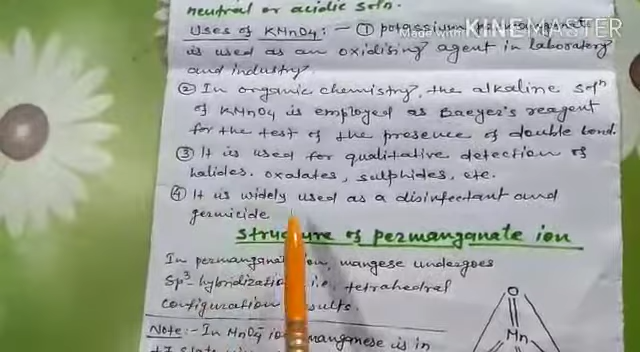 neutral or acidic soln.
Uses of KMnO4: — ① potassium permanganate
Made With KINEMASTER
is used as an oxidising agent in laboratory
and industry.
② In organic chemistry, the alkaline soln
of KMnO4 is employed as Baeyer's reagent
for the test of the presence of double bond.
③ It is used for qualitative detection of
halides, oxalates, sulphides, etc.
④ It is widely used as a disinfectant and
germicide
Structure of permanganate ion
In permanganate ion, mangese undergoes
Sp3-hybridization i.e. tetrahedral
configuration results.
O
Mn
Note:- In MnO4- ion manganese is in
+7 state